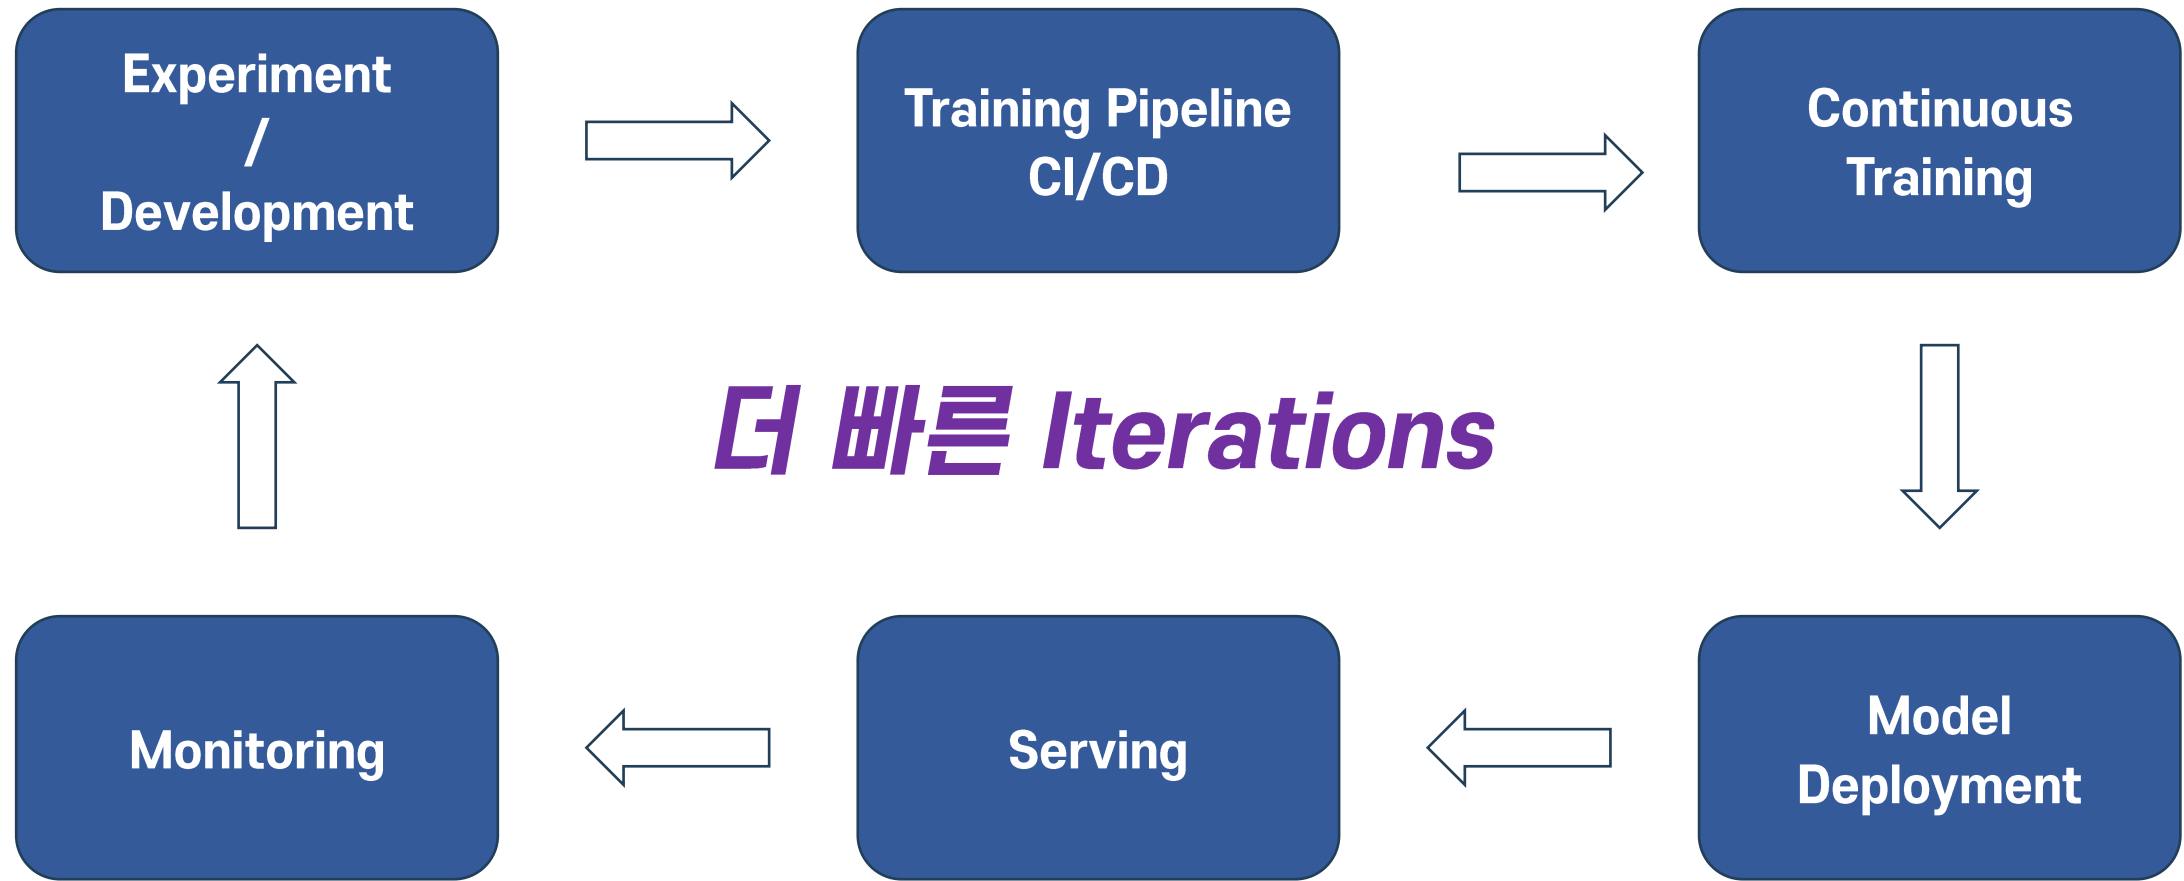 Experiment
/
Development
Training Pipeline
CI/CD
Continuous
Training
더 빠른 Iterations
Monitoring
Serving
Model
Deployment